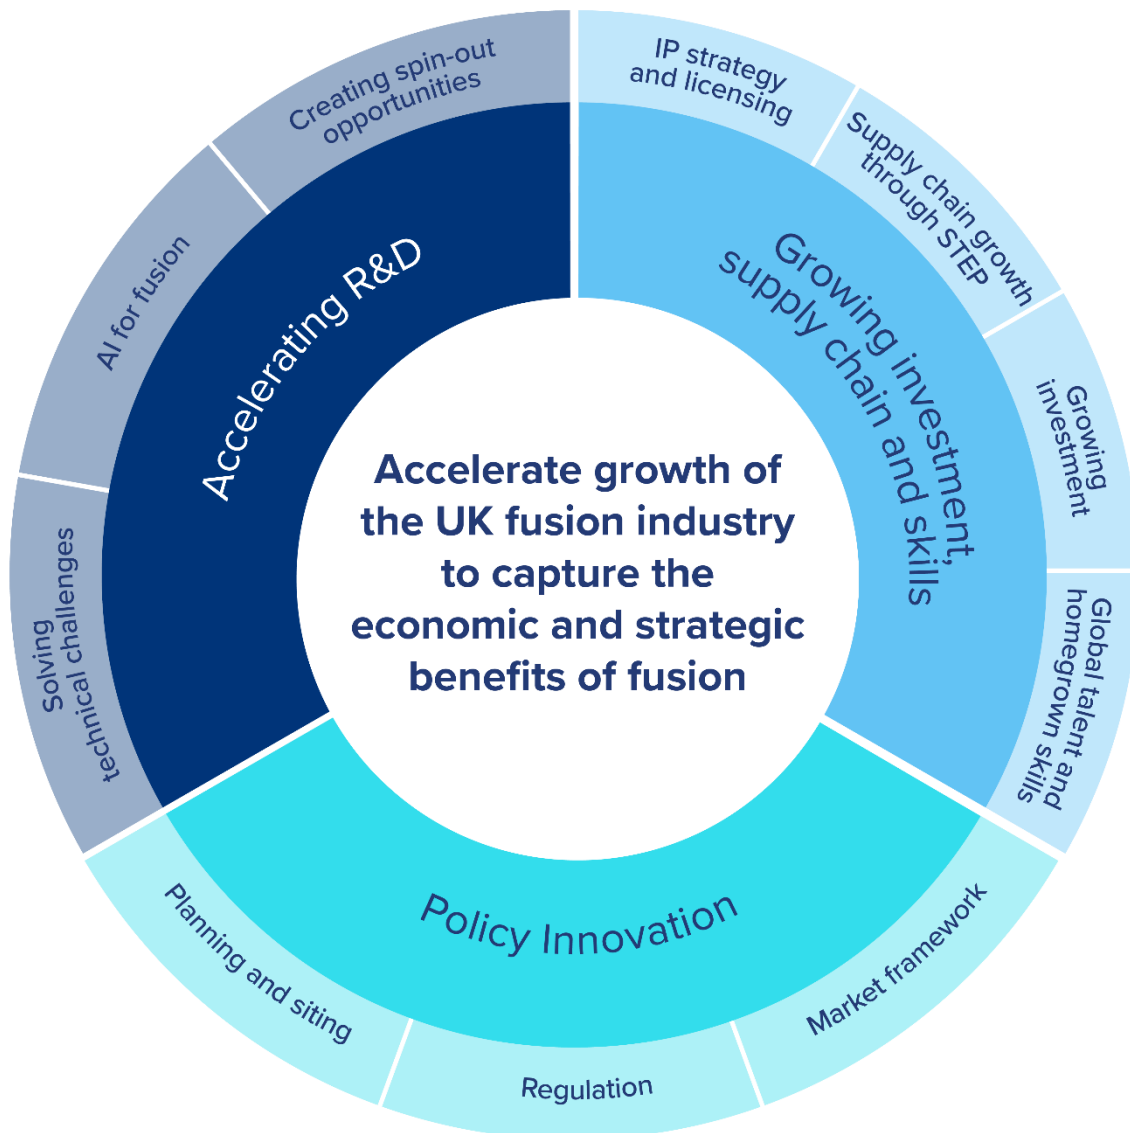 Accelerate growth of
the UK fusion industry
to capture the
economic and strategic
benefits of fusion
Growing investment,
supply chain and skills
IP strategy
and licensing
Supply chain growth
through STEP
Growing
investment
Global talent and
homegrown skills
Policy Innovation
Market framework
Regulation
Planning and siting
Accelerating R&D
Solving
technical challenges
AI for fusion
Creating spin-out
opportunities